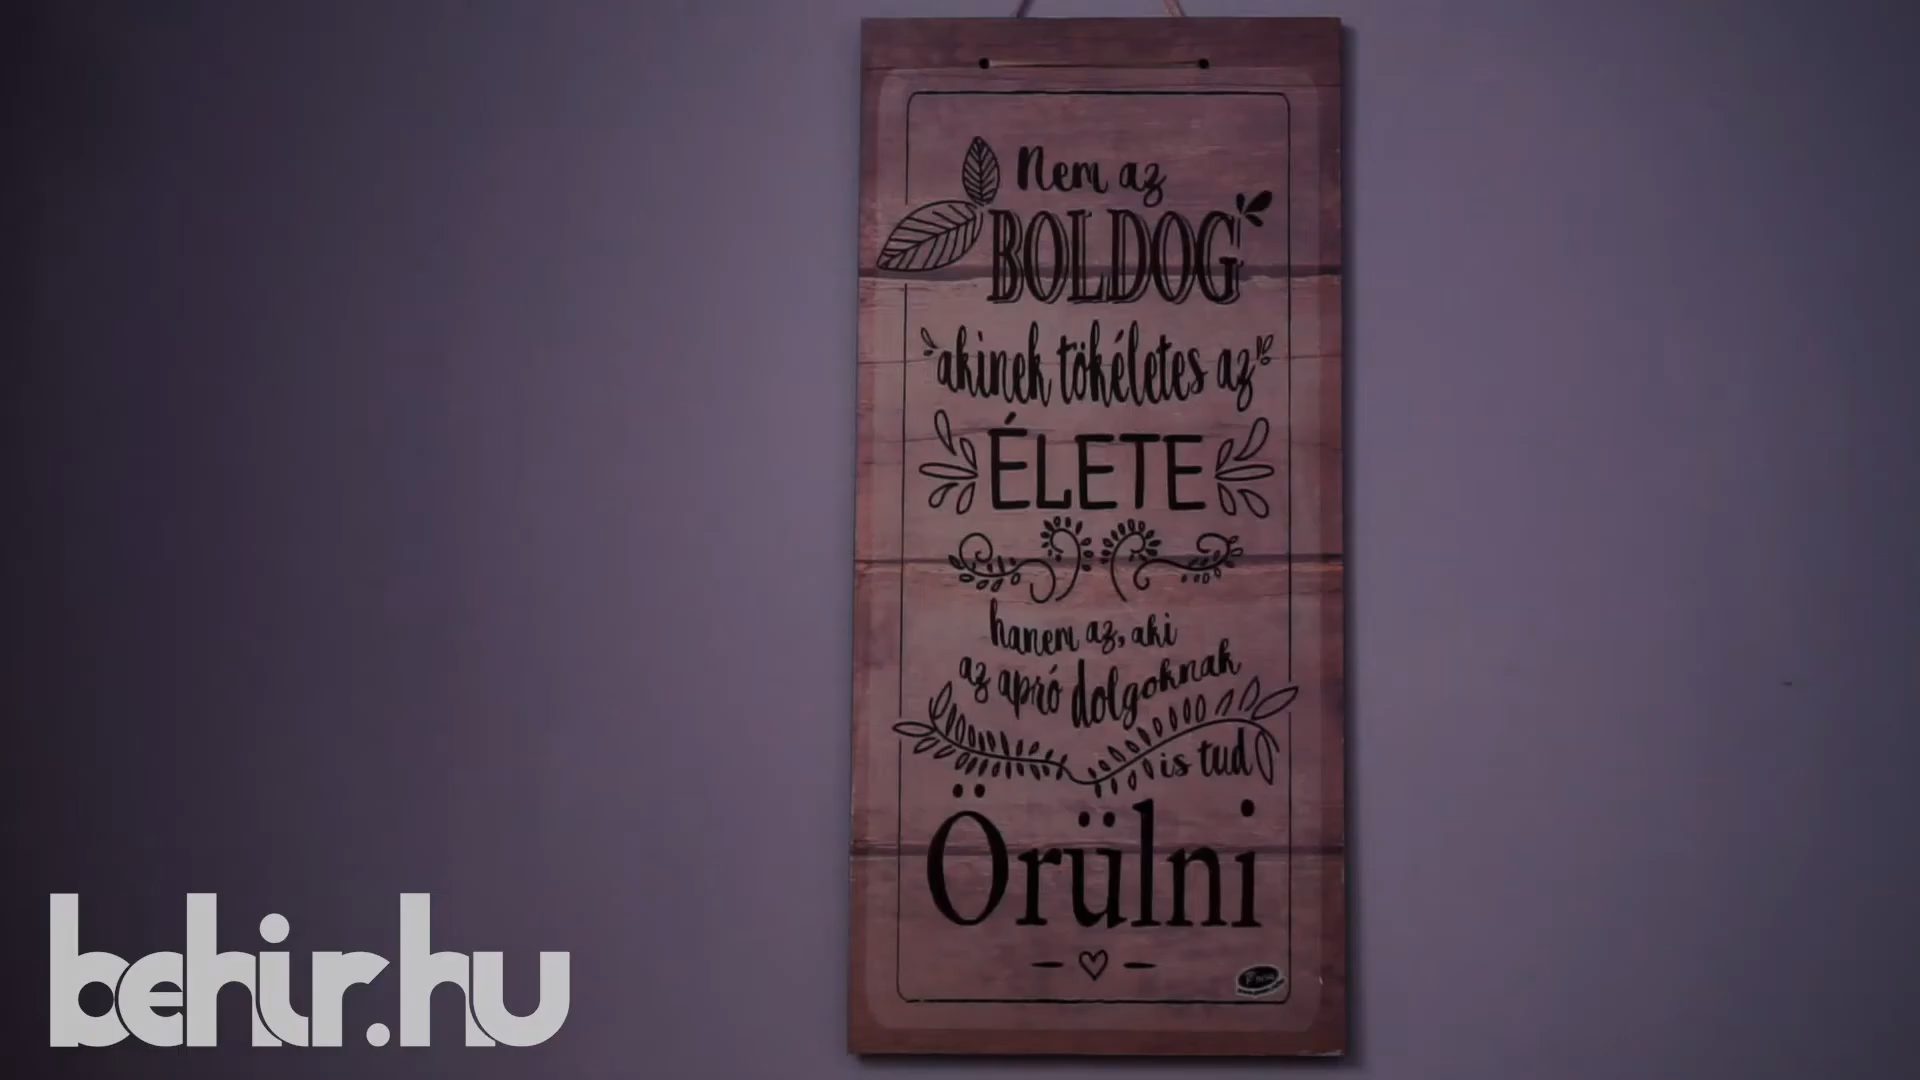 Nem az
BOLDOG
akinek tökéletes az
ÉLETE
hanem az, aki
az apró dolgoknak
is tud
Örülni
behir.hu